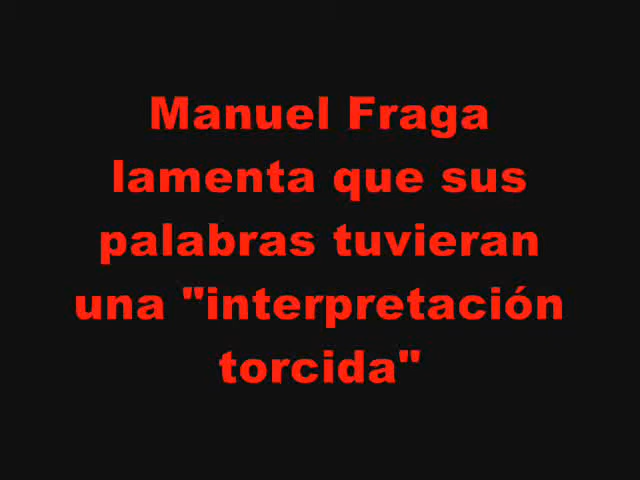 Manuel Fraga
lamenta que sus
palabras tuvieran
una "interpretación
torcida"